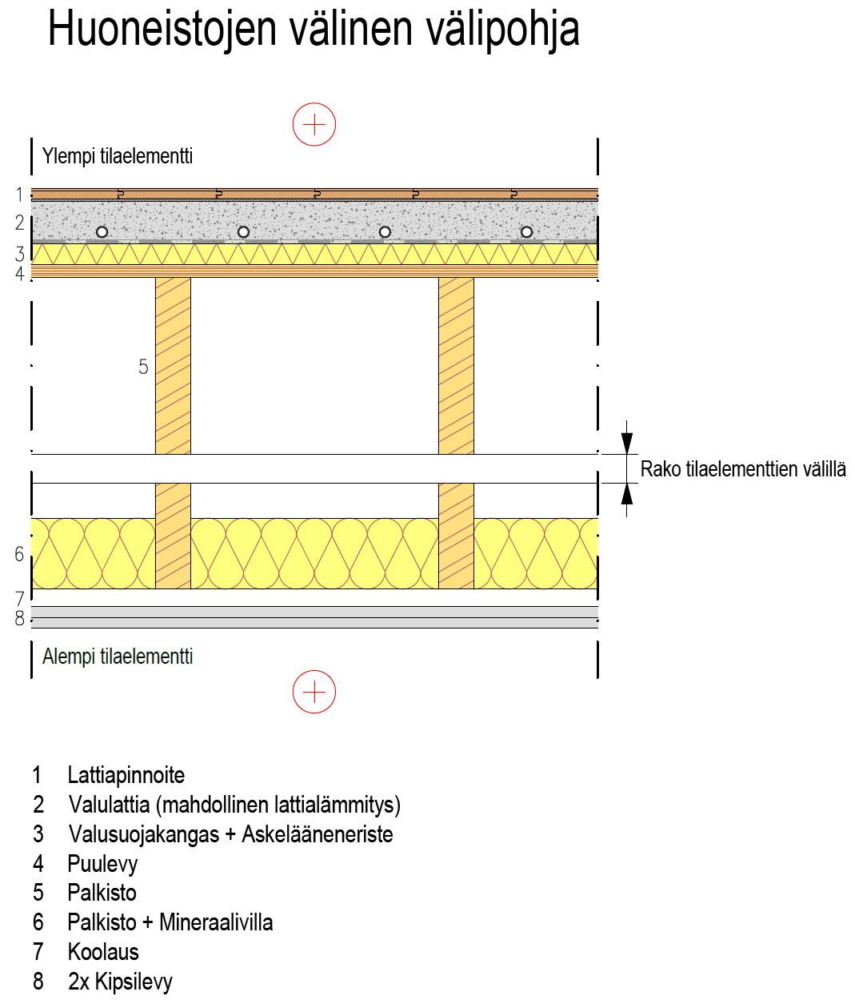 Huoneistojen välinen välipohja
Ylempi tilaelementti
1
2
3
4
5
Rako tilaelementtien välillä
6
7
8
Alempi tilaelementti
1 Lattiapinnoite
2 Valulattia (mahdollinen lattialämmitys)
3 Valusuojakangas + Askelääneneriste
4 Puulevy
5 Palkisto
6 Palkisto + Mineraalivilla
7 Koolaus
8 2x Kipsilevy